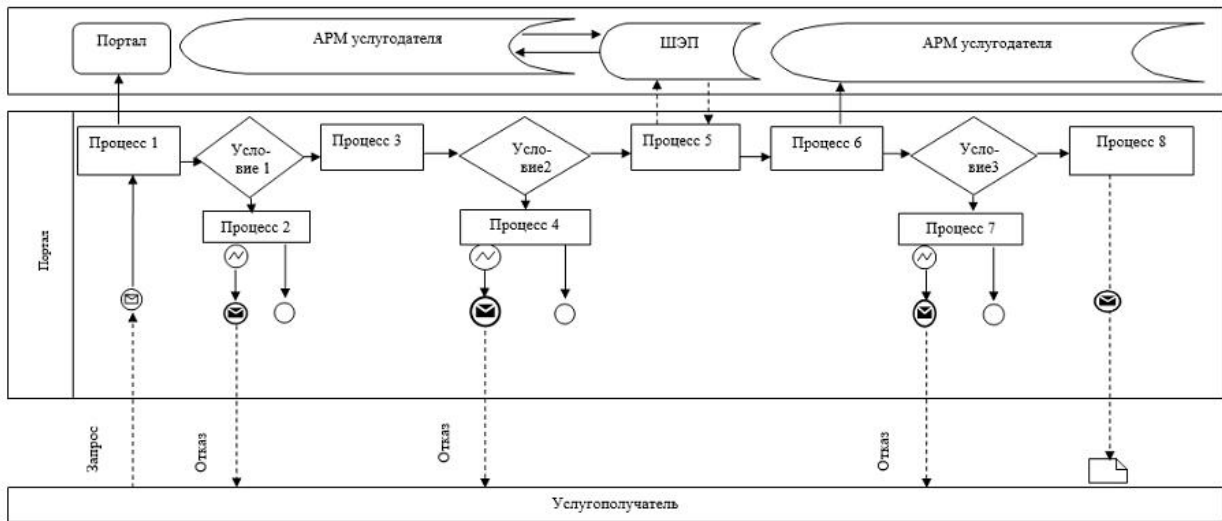 Портал
АРМ услугодателя
ШЭП
АРМ услугодателя
Портал
Процесс 1
Усло-
вие 1
Процесс 3
Усло-
вие2
Процесс 5
Процесс 6
Усло-
вие3
Процесс 8
Процесс 2
Процесс 4
Процесс 7
Запрос
Отказ
Отказ
Отказ
Услугополучатель